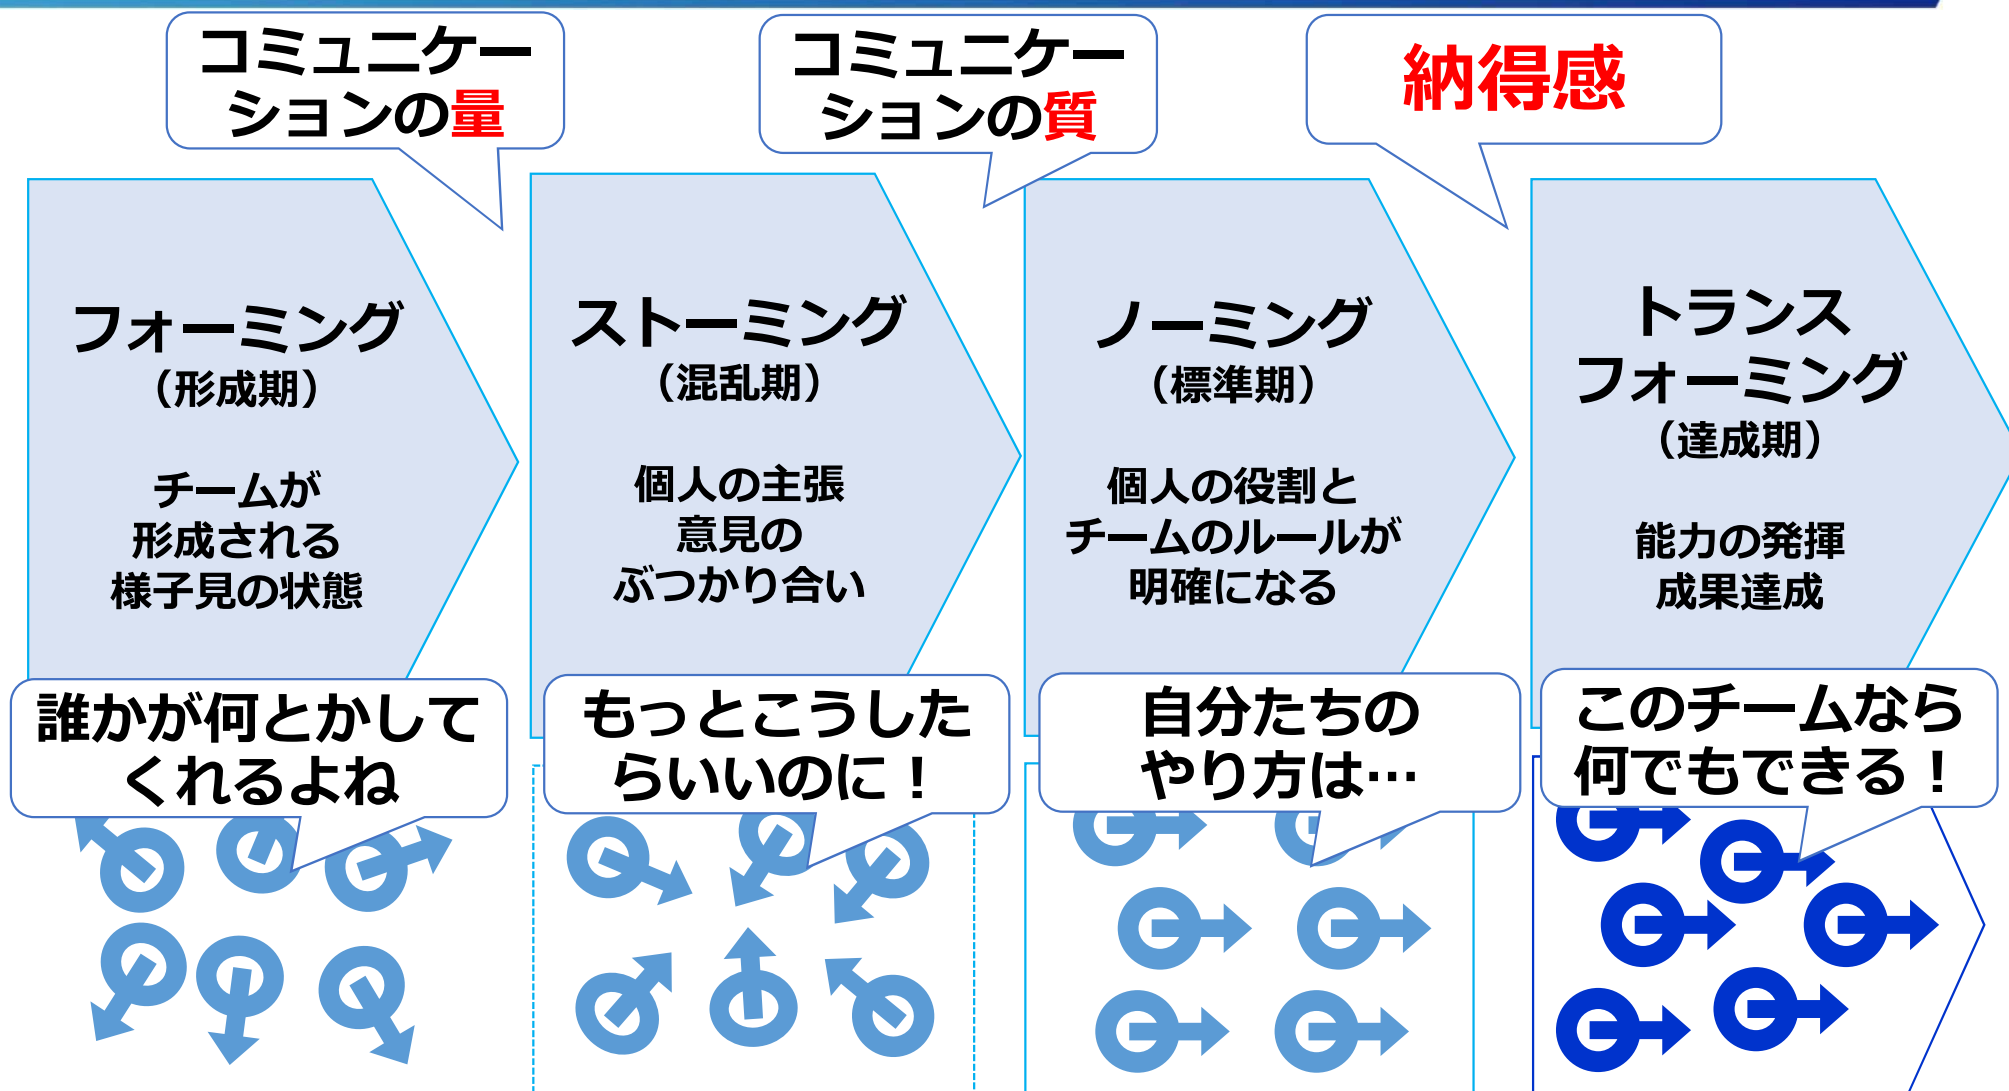 コミュニケー
ションの量
コミュニケー
ションの質
納得感
フォーミング
（形成期）
チームが
形成される
様子見の状態
ストーミング
（混乱期）
個人の主張
意見の
ぶつかり合い
ノーミング
（標準期）
個人の役割と
チームのルールが
明確になる
トランス
フォーミング
（達成期）
能力の発揮
成果達成
誰かが何とかして
くれるよね
もっとこうした
らいいのに！
自分たちの
やり方は…
このチームなら
何でもできる！